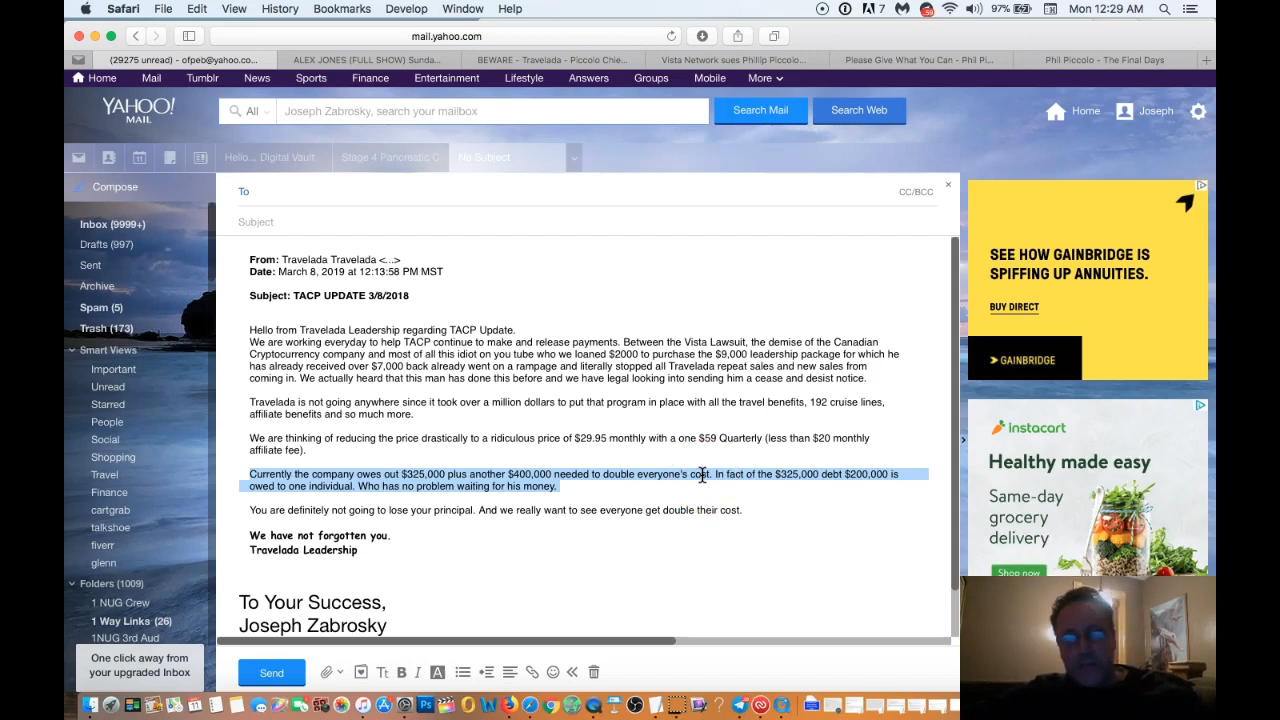 Safari File Edit View History Bookmarks Develop Window Help 7 59 97% Mon 12:29 AM
mail.yahoo.com
(29275 unread) - ofpeb@yahoo.co... ALEX JONES (FULL SHOW) Sunda... BEWARE - Travelada - Piccolo Chie... Vista Network sues Phillip Piccolo... Please Give What You Can - Phil Pi... Phil Piccolo - The Final Days
Home Mail Tumblr News Sports Finance Entertainment Lifestyle Answers Groups Mobile More
YAHOO!
MAIL
All Joseph Zabrosky, search your mailbox Search Mail Search Web Home Joseph
Hello... Digital Vault Stage 4 Pancreatic C No Subject
Compose
Inbox (9999+)
Drafts (997)
Sent
Archive
Spam (5)
Trash (173)
Smart Views
Important
Unread
Starred
People
Social
Shopping
Travel
Finance
cartgrab
talkshoe
fiverr
glenn
Folders (1009)
1 NUG Crew
1 Way Links (26)
1NUG 3rd Aud
One click away from
your upgraded Inbox
To CC/BCC
Subject
From: Travelada Travelada <...>
Date: March 8, 2019 at 12:13:58 PM MST
Subject: TACP UPDATE 3/8/2018
Hello from Travelada Leadership regarding TACP Update.
We are working everyday to help TACP continue to make and release payments. Between the Vista Lawsuit, the demise of the Canadian
Cryptocurrency company and most of all this idiot on you tube who we loaned $2000 to purchase the $9,000 leadership package for which he
has already received over $7,000 back already went on a rampage and literally stopped all Travelada repeat sales and new sales from
coming in. We actually heard that this man has done this before and we have legal looking into sending him a cease and desist notice.
Travelada is not going anywhere since it took over a million dollars to put that program in place with all the travel benefits, 192 cruise lines,
affiliate benefits and so much more.
We are thinking of reducing the price drastically to a ridiculous price of $29.95 monthly with a one $59 Quarterly (less than $20 monthly
affiliate fee).
Currently the company owes out $325,000 plus another $400,000 needed to double everyone's cost. In fact of the $325,000 debt $200,000 is
owed to one individual. Who has no problem waiting for his money.
You are definitely not going to lose your principal. And we really want to see everyone get double their cost.
We have not forgotten you.
Travelada Leadership
To Your Success,
Joseph Zabrosky
Send
SEE HOW GAINBRIDGE IS
SPIFFING UP ANNUITIES.
BUY DIRECT
GAINBRIDGE
instacart
Healthy made easy
Same-day
grocery
delivery
Shop now